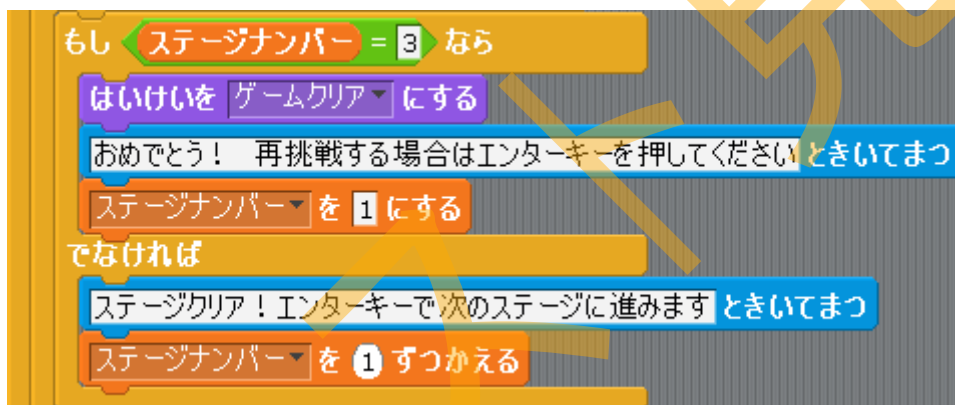 もし ステージナンバー = 3 なら
はいけいを ゲームクリア にする
おめでとう！　再挑戦する場合はエンターキーを押してください ときいてまつ
ステージナンバー を 1 にする
でなければ
ステージクリア！エンターキーで次のステージに進みます ときいてまつ
ステージナンバー を 1 ずつかえる